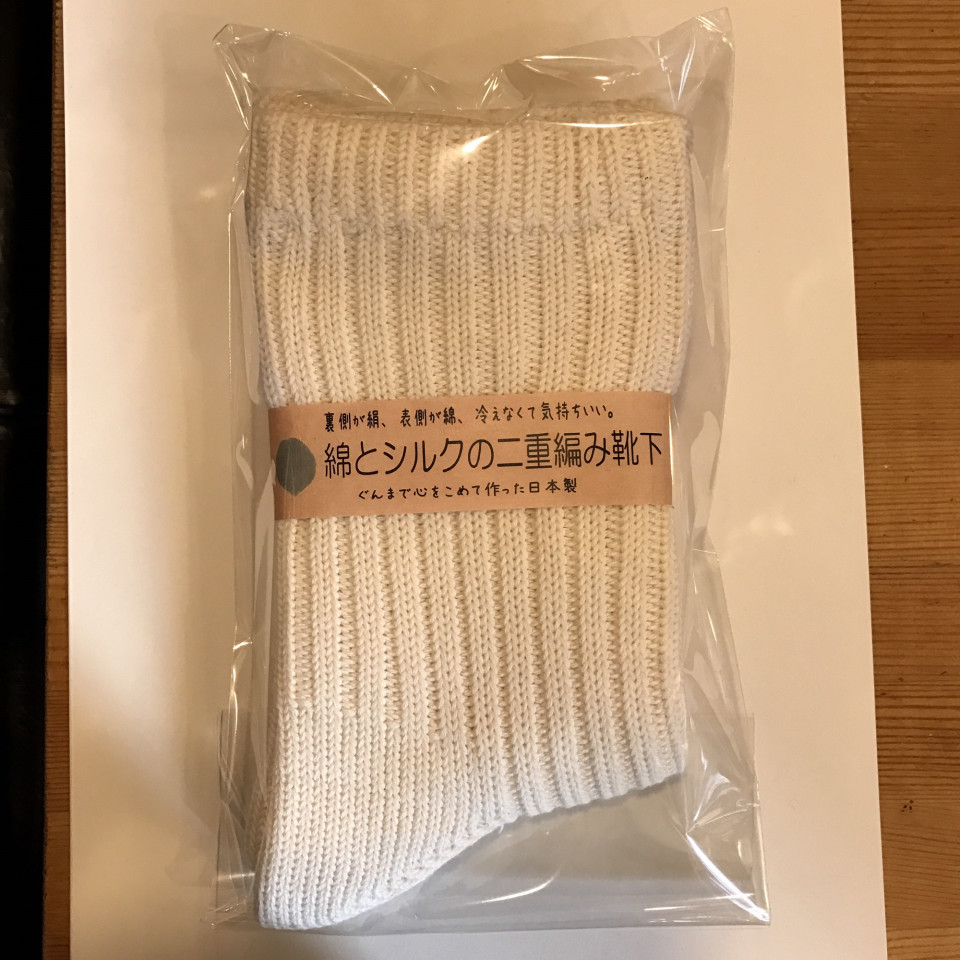 裏側が絹、表側が綿、冷えなくて気持ちいい。
綿とシルクの二重編み靴下
ぐんまで心をこめて作った日本製